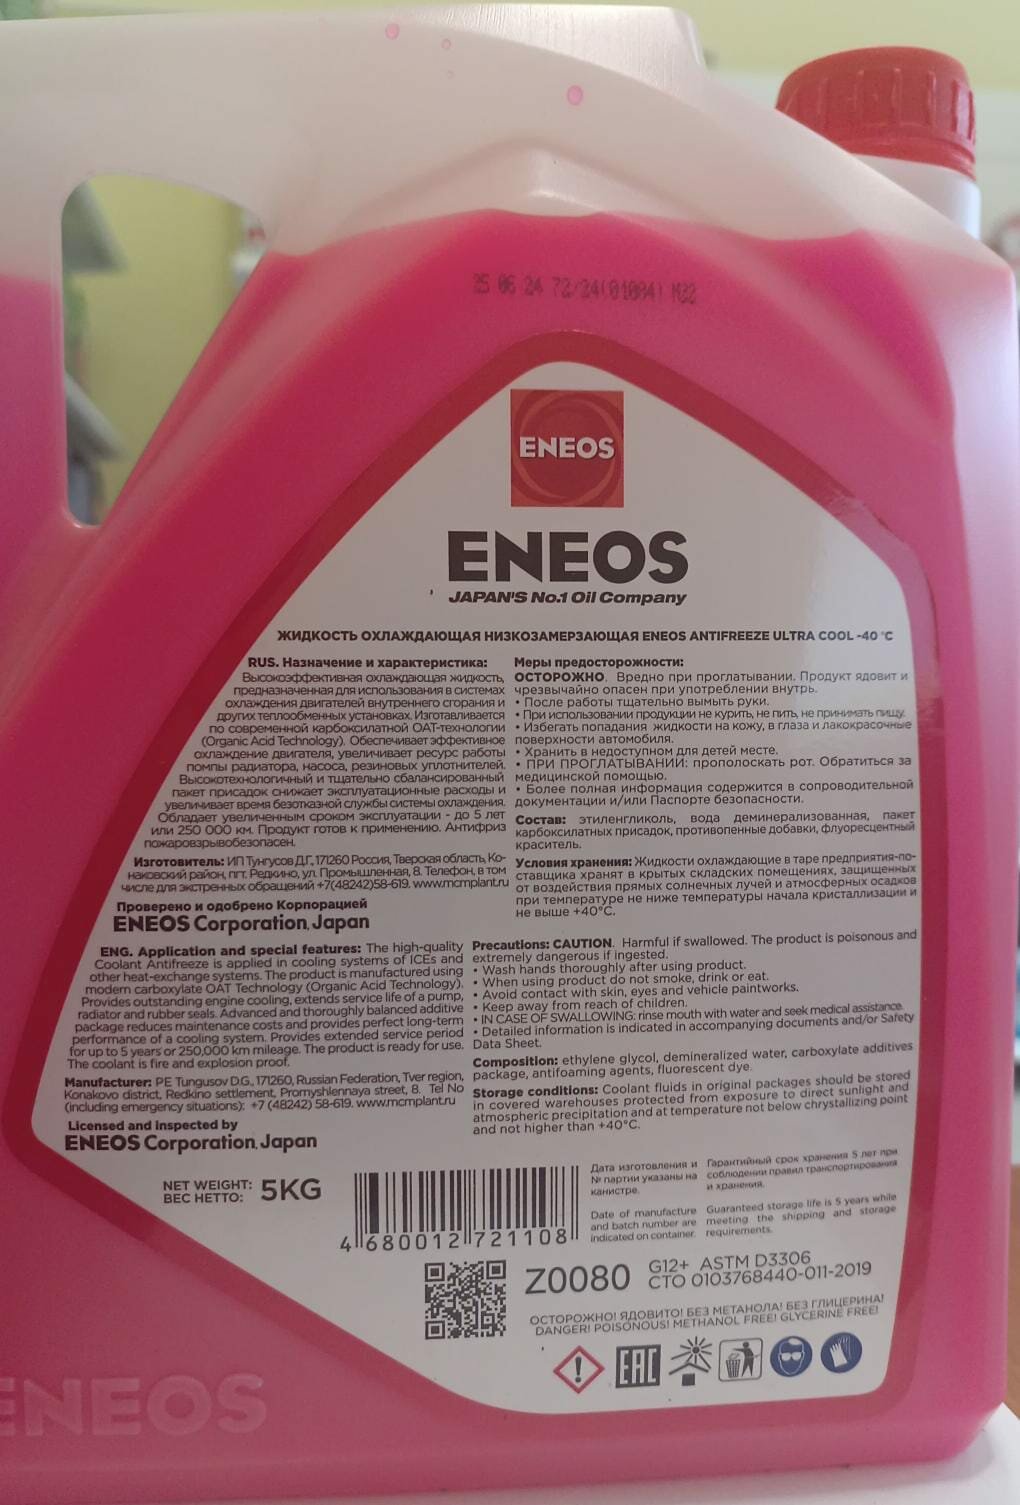 25 06 24 72/24(01084) M32
ENEOS
ENEOS
JAPAN'S No.1 Oil Company
ЖИДКОСТЬ ОХЛАЖДАЮЩАЯ НИЗКОЗАМЕРЗАЮЩАЯ ENEOS ANTIFREEZE ULTRA COOL -40 °C
RUS. Назначение и характеристика:
Высокоэффективная охлаждающая жидкость,
предназначенная для использования в системах
охлаждения двигателей внутреннего сгорания и
других теплообменных установках. Изготавливается
по современной карбоксилатной ОАТ-технологии
(Organic Acid Technology). Обеспечивает эффективное
охлаждение двигателя, увеличивает ресурс работы
помпы радиатора, насоса, резиновых уплотнителей.
Высокотехнологичный и тщательно сбалансированный
пакет присадок снижает эксплуатационные расходы и
увеличивает время безотказной службы системы охлаждения.
Обладает увеличенным сроком эксплуатации - до 5 лет
или 250 000 км. Продукт готов к применению. Антифриз
пожаровзрывобезопасен.
Изготовитель: ИП Тунгусов Д.Г., 171260 Россия, Тверская область, Ко-
наковский район, пгт. Редкино, ул. Промышленная, 8. Телефон, в том
числе для экстренных обращений +7(48242)58-619. www.mcmplant.ru
Проверено и одобрено Корпорацией
ENEOS Corporation, Japan
Меры предосторожности:
ОСТОРОЖНО. Вредно при проглатывании. Продукт ядовит и
чрезвычайно опасен при употреблении внутрь.
• После работы тщательно вымыть руки.
• При использовании продукции не курить, не пить, не принимать пищу.
• Избегать попадания жидкости на кожу, в глаза и лакокрасочные
поверхности автомобиля.
• Хранить в недоступном для детей месте.
• ПРИ ПРОГЛАТЫВАНИИ: прополоскать рот. Обратиться за
медицинской помощью.
• Более полная информация содержится в сопроводительной
документации и/или Паспорте безопасности.
Состав: этиленгликоль, вода деминерализованная, пакет
карбоксилатных присадок, противопенные добавки, флуоресцентный
краситель.
Условия хранения: Жидкости охлаждающие в таре предприятия-по-
ставщика хранят в крытых складских помещениях, защищенных
от воздействия прямых солнечных лучей и атмосферных осадков
при температуре не ниже температуры начала кристаллизации и
не выше +40°С.
ENG. Application and special features: The high-quality
Coolant Antifreeze is applied in cooling systems of ICEs and
other heat-exchange systems. The product is manufactured using
modern carboxylate OAT Technology (Organic Acid Technology).
Provides outstanding engine cooling, extends service life of a pump,
radiator and rubber seals. Advanced and thoroughly balanced additive
package reduces maintenance costs and provides perfect long-term
performance of a cooling system. Provides extended service period
for up to 5 years or 250,000 km mileage. The product is ready for use.
The coolant is fire and explosion proof.
Manufacturer: PE Tungusov D.G., 171260, Russian Federation, Tver region,
Konakovo district, Redkino settlement, Promyshlennaya street, 8. Tel No
(including emergency situations): +7 (48242) 58-619. www.mcmplant.ru
Licensed and inspected by
ENEOS Corporation, Japan
Precautions: CAUTION. Harmful if swallowed. The product is poisonous and
extremely dangerous if ingested.
• Wash hands thoroughly after using product.
• When using product do not smoke, drink or eat.
• Avoid contact with skin, eyes and vehicle paintworks.
• Keep away from reach of children.
• IN CASE OF SWALLOWING: rinse mouth with water and seek medical assistance.
• Detailed information is indicated in accompanying documents and/or Safety
Data Sheet.
Composition: ethylene glycol, demineralized water, carboxylate additives
package, antifoaming agents, fluorescent dye.
Storage conditions: Coolant fluids in original packages should be stored
in covered warehouses protected from exposure to direct sunlight and
atmospheric precipitation and at temperature not below chrystallizing point
and not higher than +40°C.
NET WEIGHT:
ВЕС НЕТТО: 5KG
4 680012 721108
Дата изготовления и
№ партии указаны на
канистре.
Гарантийный срок хранения 5 лет при
соблюдении правил транспортирования
и хранения.
Date of manufacture
and batch number are
indicated on container.
Guaranteed storage life is 5 years while
meeting the shipping and storage
requirements.
Z0080
G12+ ASTM D3306
СТО 0103768440-011-2019
ОСТОРОЖНО! ЯДОВИТО! БЕЗ МЕТАНОЛА! БЕЗ ГЛИЦЕРИНА!
DANGER! POISONOUS! METHANOL FREE! GLYCERINE FREE!
EAC
ENEOS